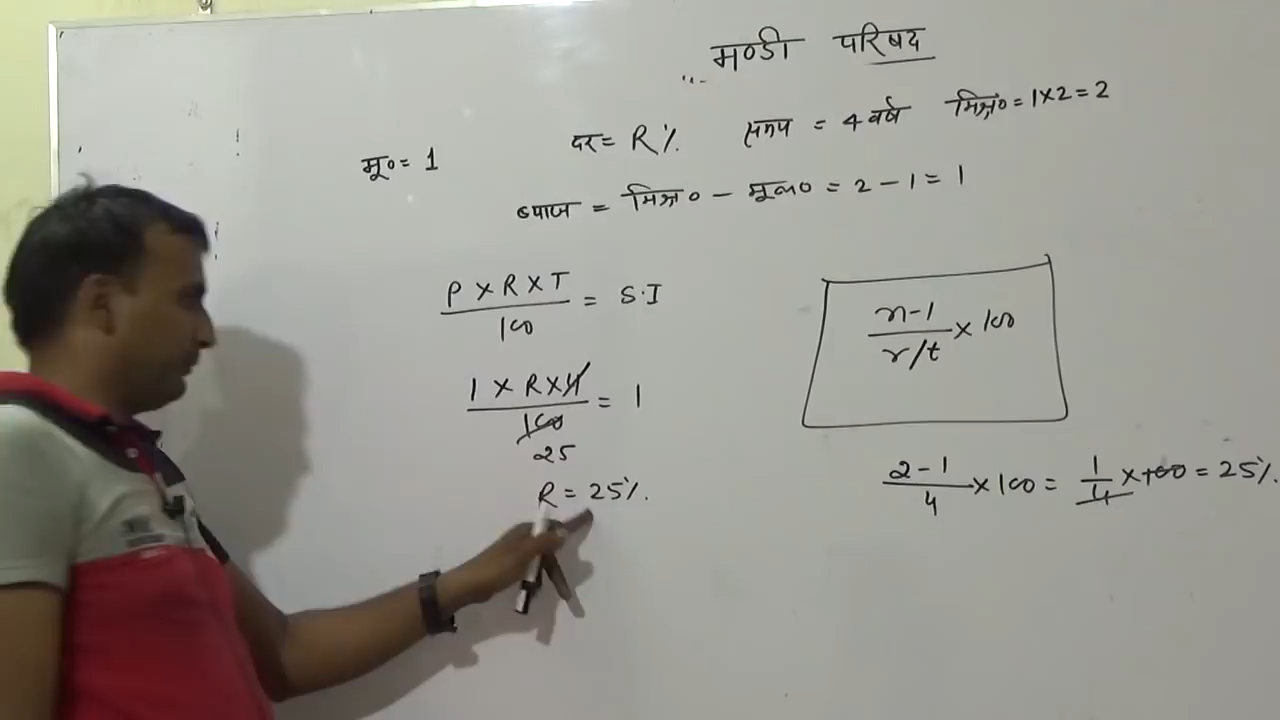 मण्डी परिषद
मू० = 1 दर = R% समय = 4 वर्ष मिश्र० = 1×2 = 2
ब्याज = मिश्र० - मूल० = 2 - 1 = 1
P × R × T / 100 = S.I
n-1 / r/t × 100
1 × R × 4 / 100 = 1
25
R = 25%.
2-1 / 4 × 100 = 1 / 4 × 100 = 25%.